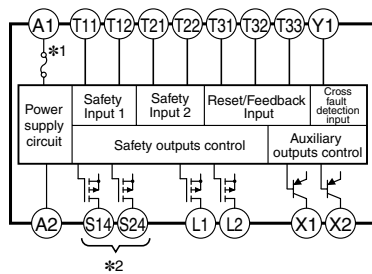 A1 T11 T12 T21 T22 T31 T32 T33 Y1
*1
Power supply circuit
Safety Input 1
Safety Input 2
Reset/Feedback Input
Cross fault detection input
Safety outputs control
Auxiliary outputs control
A2 S14 S24 L1 L2 X1 X2
*2